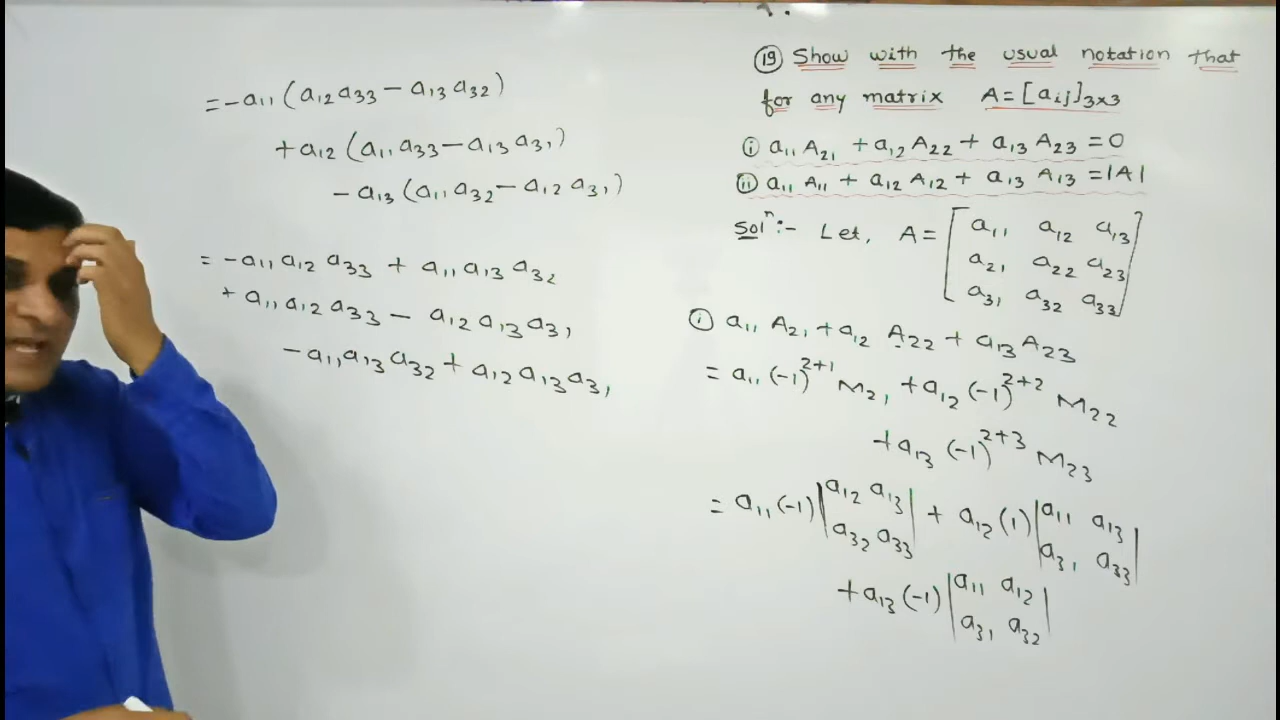 (19) Show with the usual notation that
for any matrix A = [aij]3×3
(i) a11 A21 + a12 A22 + a13 A23 = 0
(ii) a11 A11 + a12 A12 + a13 A13 = |A|
Solⁿ:- Let, A = [ a11 a12 a13
a21 a22 a23
a31 a32 a33 ]
(i) a11 A21 + a12 A22 + a13 A23
= a11 (-1)^2+1 M21 + a12 (-1)^2+2 M22
+ a13 (-1)^2+3 M23
= a11 (-1) | a12 a13 | + a12 (1) | a11 a13 |
| a32 a33 | | a31 a33 |
+ a13 (-1) | a11 a12 |
| a31 a32 |
= -a11 (a12 a33 - a13 a32)
+ a12 (a11 a33 - a13 a31)
- a13 (a11 a32 - a12 a31)
= -a11 a12 a33 + a11 a13 a32
+ a11 a12 a33 - a12 a13 a31
- a11 a13 a32 + a12 a13 a31